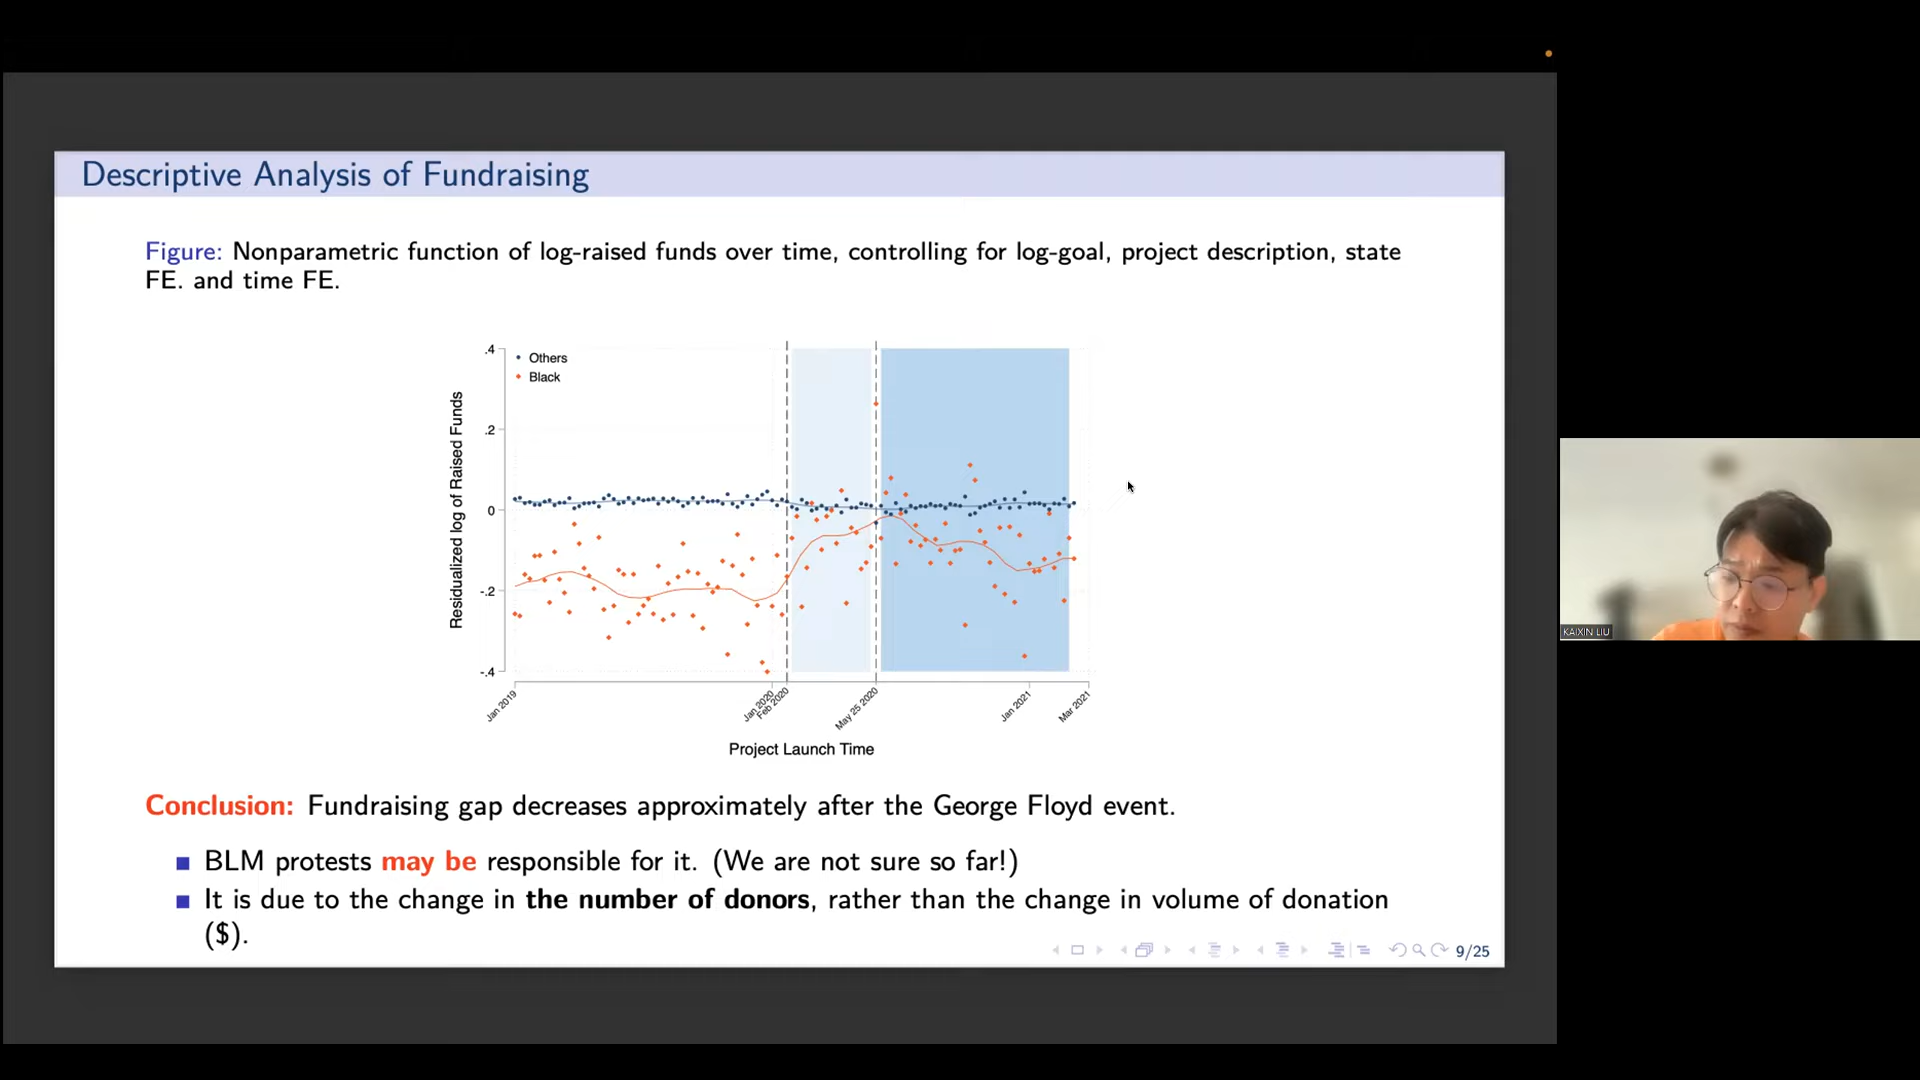 Descriptive Analysis of Fundraising
Figure: Nonparametric function of log-raised funds over time, controlling for log-goal, project description, state
FE. and time FE.
Others
Black
.4
.2
0
-.2
-.4
Residualized log of Raised Funds
Jan 2019
Jan 2020
Feb 2020
May 25 2020
Jan 2021
Mar 2021
Project Launch Time
Conclusion: Fundraising gap decreases approximately after the George Floyd event.
BLM protests may be responsible for it. (We are not sure so far!)
It is due to the change in the number of donors, rather than the change in volume of donation
($).
9/25
KAIXIN LIU